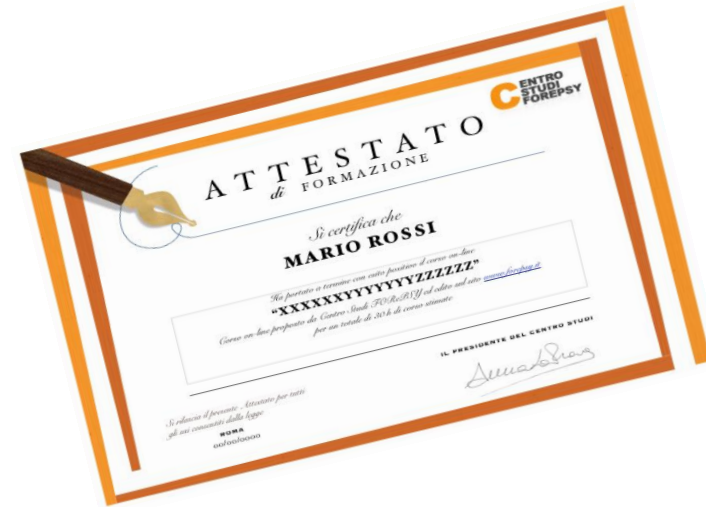 CENTRO
STUDI
FOREPSY
ATTESTATO
di FORMAZIONE
Si certifica che
MARIO ROSSI
Ha portato a termine con esito positivo il corso on-line
“XXXXXXYYYYYYYZZZZZZ”
Corso on-line proposto da Centro Studi FORePSY ed edito sul sito www.forepsy.it
per un totale di 30 h di corso stimate
IL PRESIDENTE DEL CENTRO STUDI
Si rilascia il presente Attestato per tutti
gli usi consentiti dalla legge
ROMA
00/00/0000